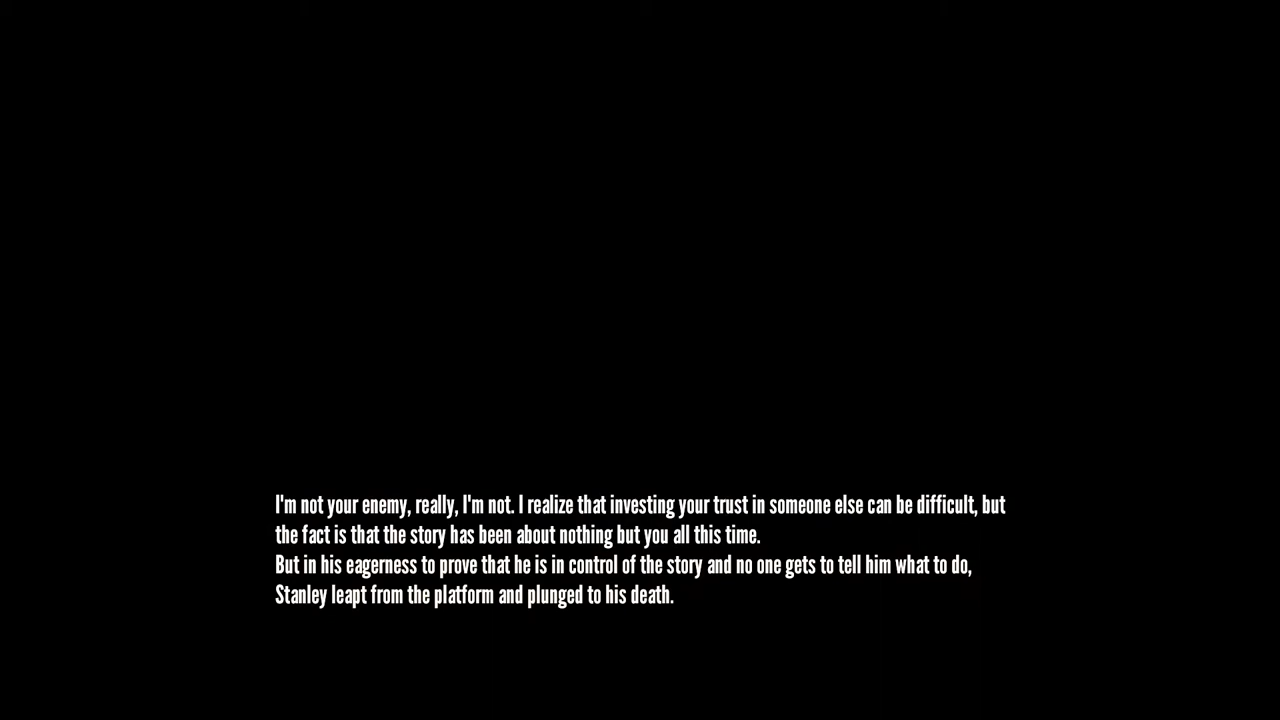 I'm not your enemy, really, I'm not. I realize that investing your trust in someone else can be difficult, but
the fact is that the story has been about nothing but you all this time.
But in his eagerness to prove that he is in control of the story and no one gets to tell him what to do,
Stanley leapt from the platform and plunged to his death.